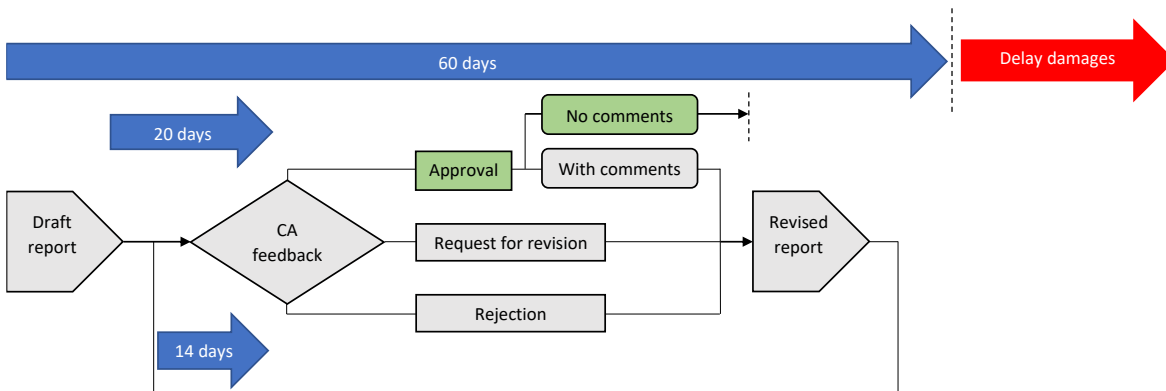 60 days
Delay damages
20 days
No comments
Approval
With comments
Draft
report
CA
feedback
Request for revision
Revised
report
Rejection
14 days